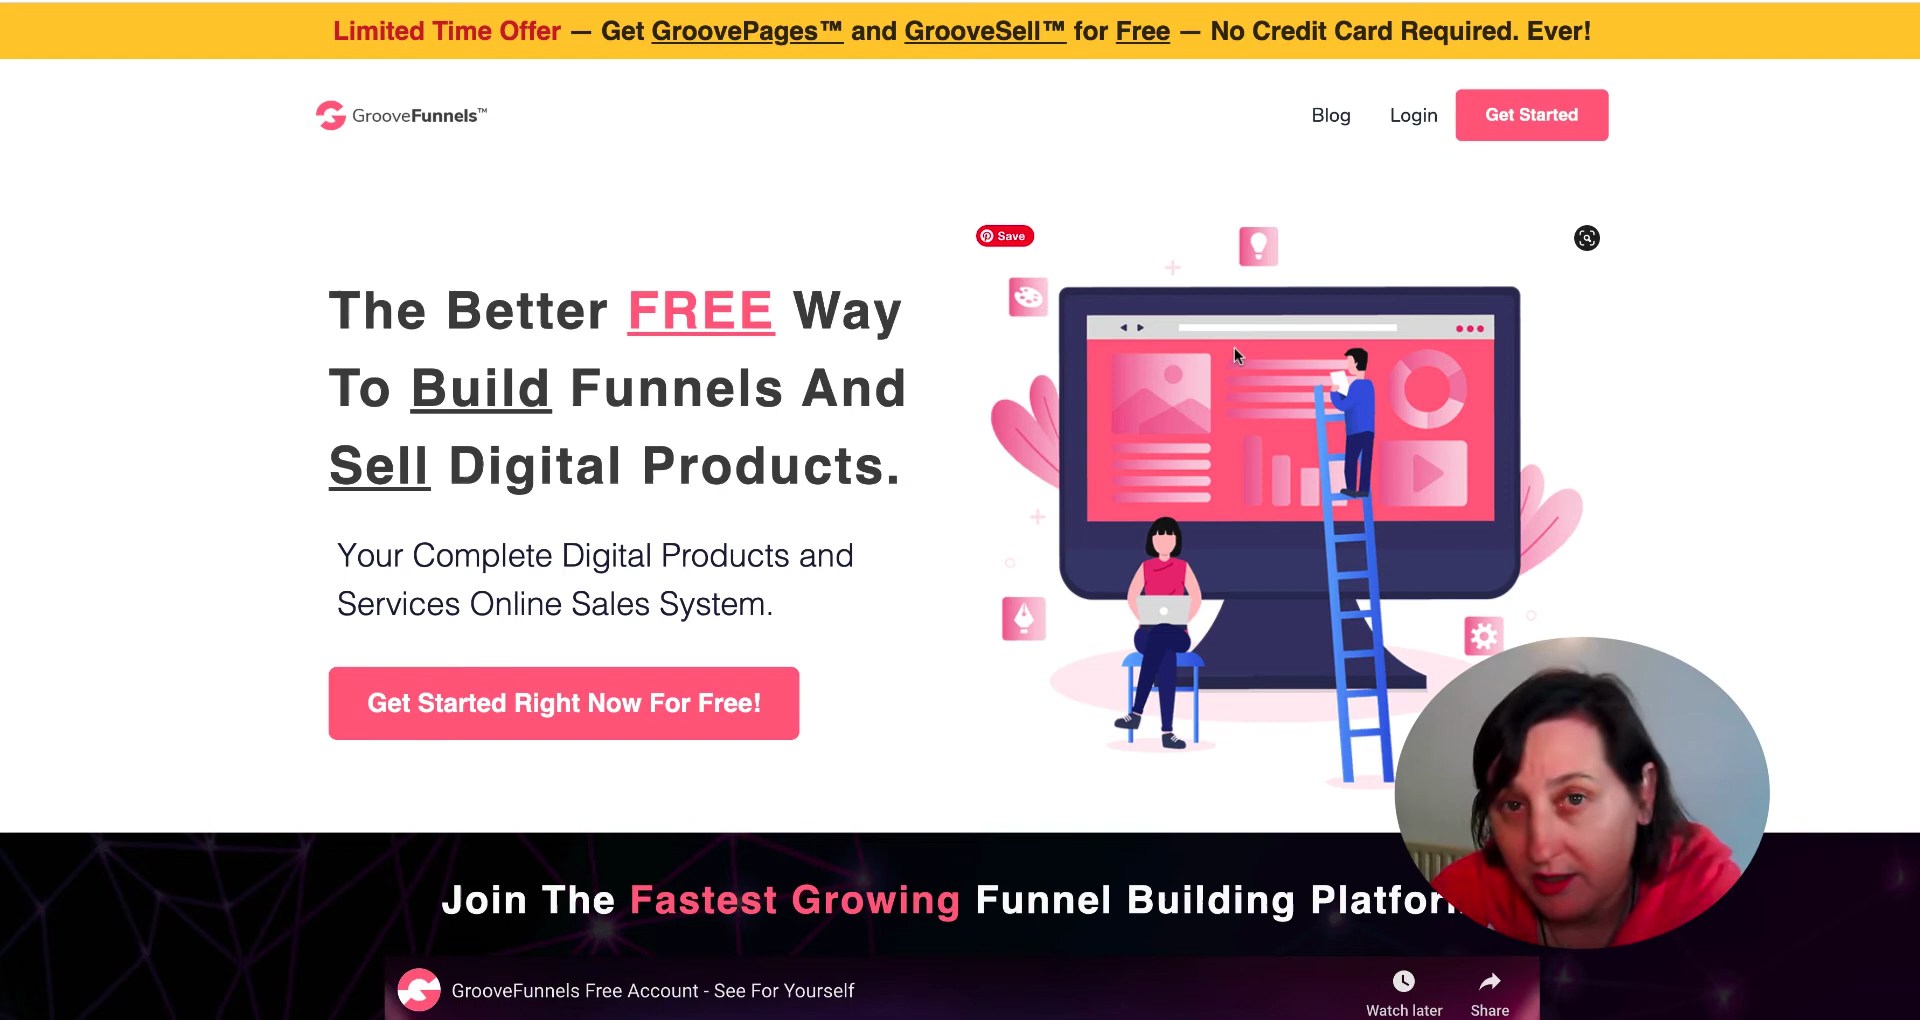 Limited Time Offer — Get GroovePages™ and GrooveSell™ for Free — No Credit Card Required. Ever!
GrooveFunnels™
Blog
Login
Get Started
Save
The Better FREE Way
To Build Funnels And
Sell Digital Products.
Your Complete Digital Products and
Services Online Sales System.
Get Started Right Now For Free!
Join The Fastest Growing Funnel Building
GrooveFunnels Free Account - See For Yourself
Watch later
Share